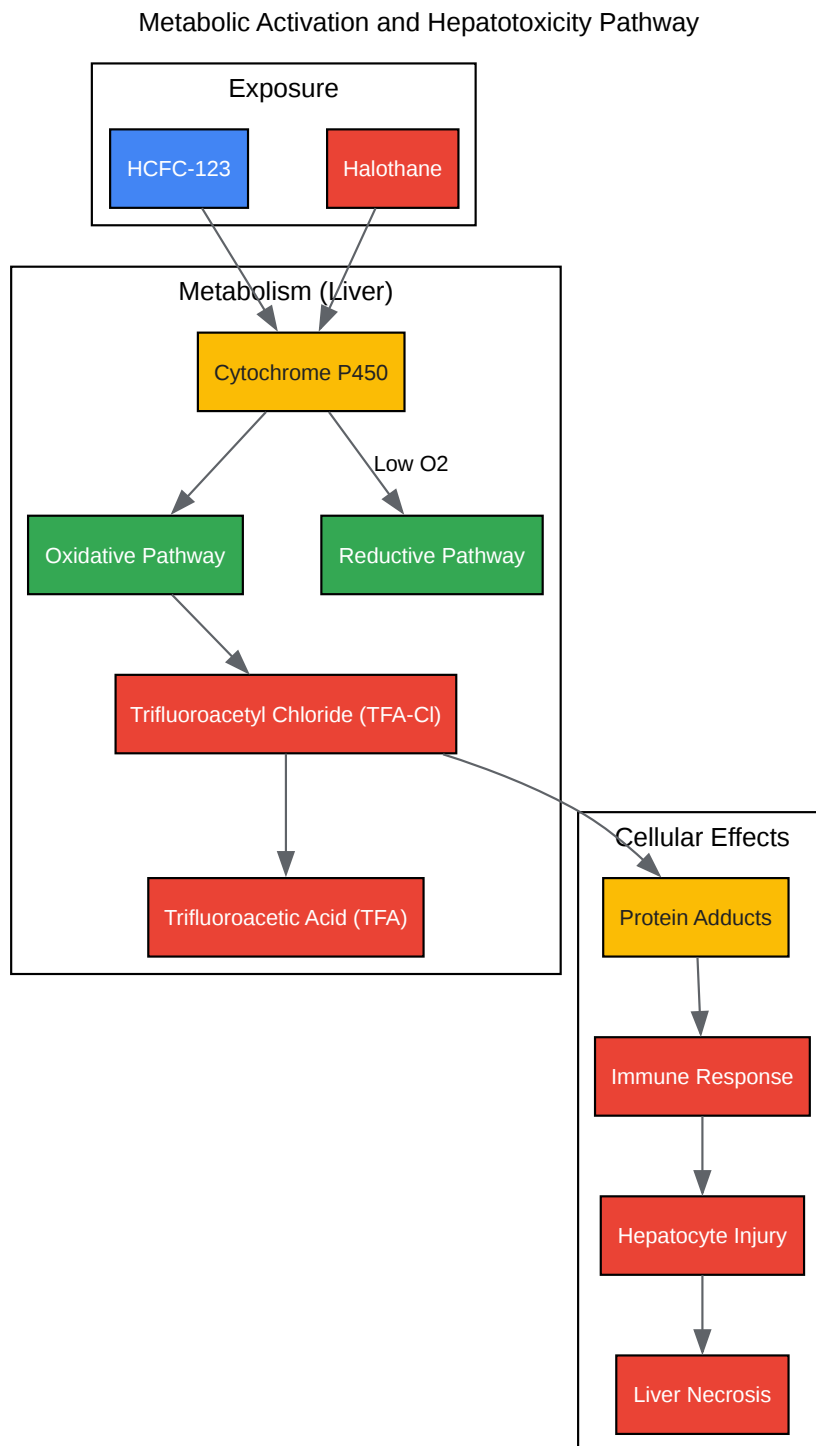 Metabolic Activation and Hepatotoxicity Pathway
Exposure
HCFC-123
Halothane
Metabolism (Liver)
Cytochrome P450
Low O2
Oxidative Pathway
Reductive Pathway
Trifluoroacetyl Chloride (TFA-Cl)
Cellular Effects
Trifluoroacetic Acid (TFA)
Protein Adducts
Immune Response
Hepatocyte Injury
Liver Necrosis